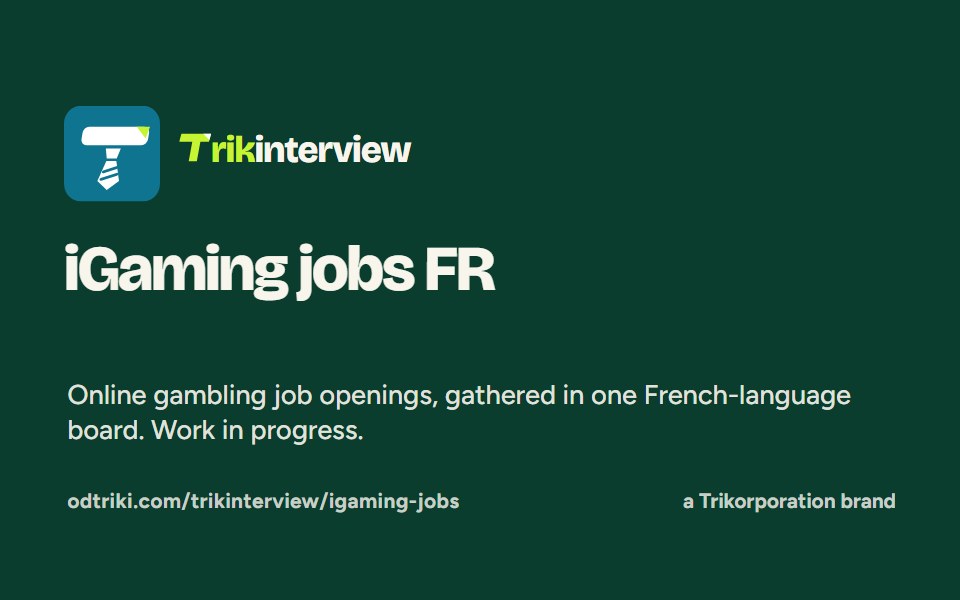 Trikinterview
iGaming jobs FR
Online gambling job openings, gathered in one French-language
board. Work in progress.
odtriki.com/trikinterview/igaming-jobs
a Trikorporation brand